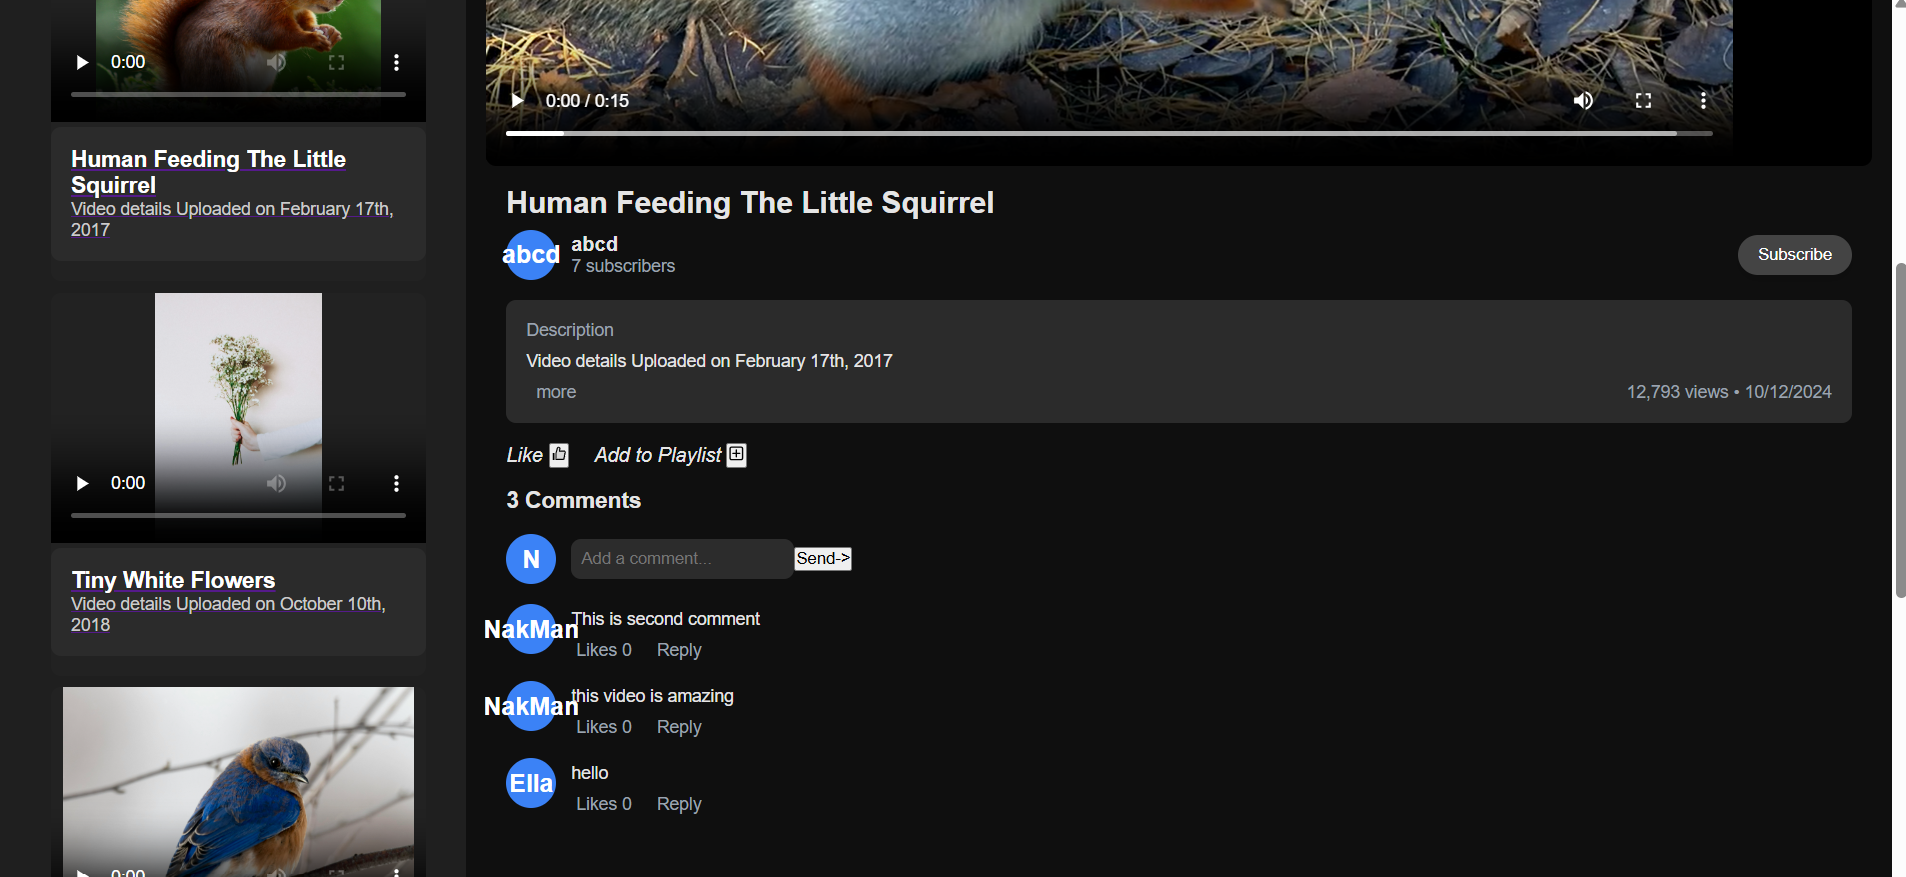 0:00
Human Feeding The Little
Squirrel
Video details Uploaded on February 17th,
2017
0:00
Tiny White Flowers
Video details Uploaded on October 10th,
2018
0:00
0:00 / 0:15
Human Feeding The Little Squirrel
abcd
abcd
7 subscribers
Subscribe
Description
Video details Uploaded on February 17th, 2017
more
12,793 views • 10/12/2024
Like
Add to Playlist
3 Comments
N
Add a comment...
Send->
NakMan
This is second comment
Likes 0 Reply
NakMan
this video is amazing
Likes 0 Reply
Ella
hello
Likes 0 Reply